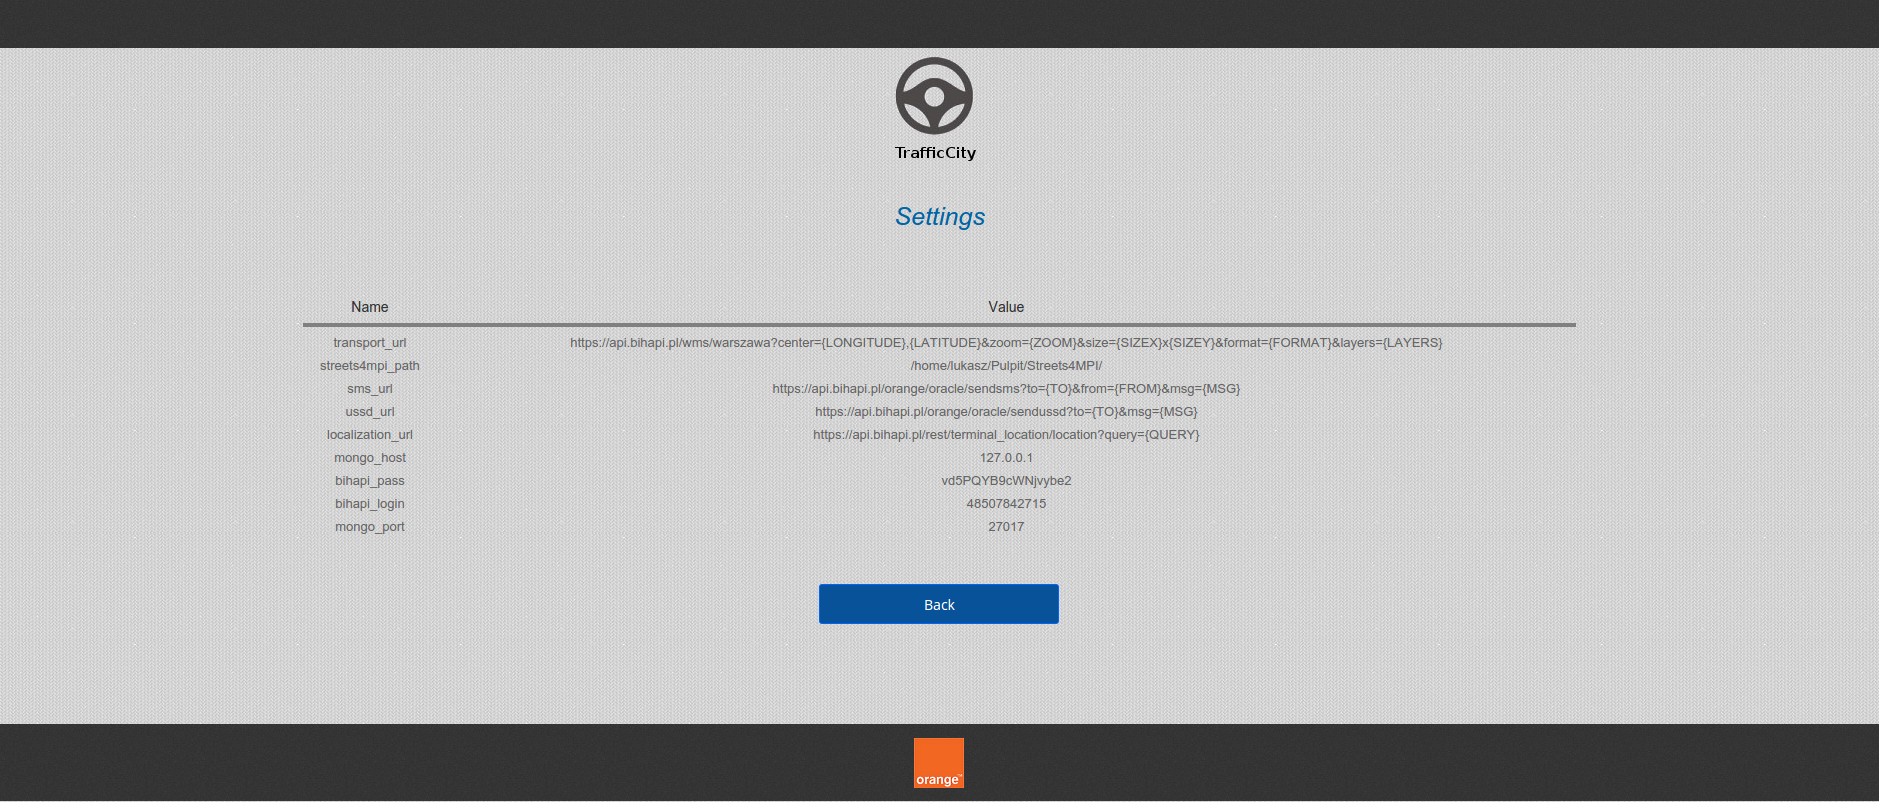 TrafficCity
Settings
Name Value
transport_url https://api.bihapi.pl/wms/warszawa?center={LONGITUDE},{LATITUDE}&zoom={ZOOM}&size={SIZEX}x{SIZEY}&format={FORMAT}&layers={LAYERS}
streets4mpi_path /home/lukasz/Pulpit/Streets4MPI/
sms_url https://api.bihapi.pl/orange/oracle/sendsms?to={TO}&from={FROM}&msg={MSG}
ussd_url https://api.bihapi.pl/orange/oracle/sendussd?to={TO}&msg={MSG}
localization_url https://api.bihapi.pl/rest/terminal_location/location?query={QUERY}
mongo_host 127.0.0.1
bihapi_pass vd5PQYB9cWNjvybe2
bihapi_login 48507842715
mongo_port 27017
Back
orange™